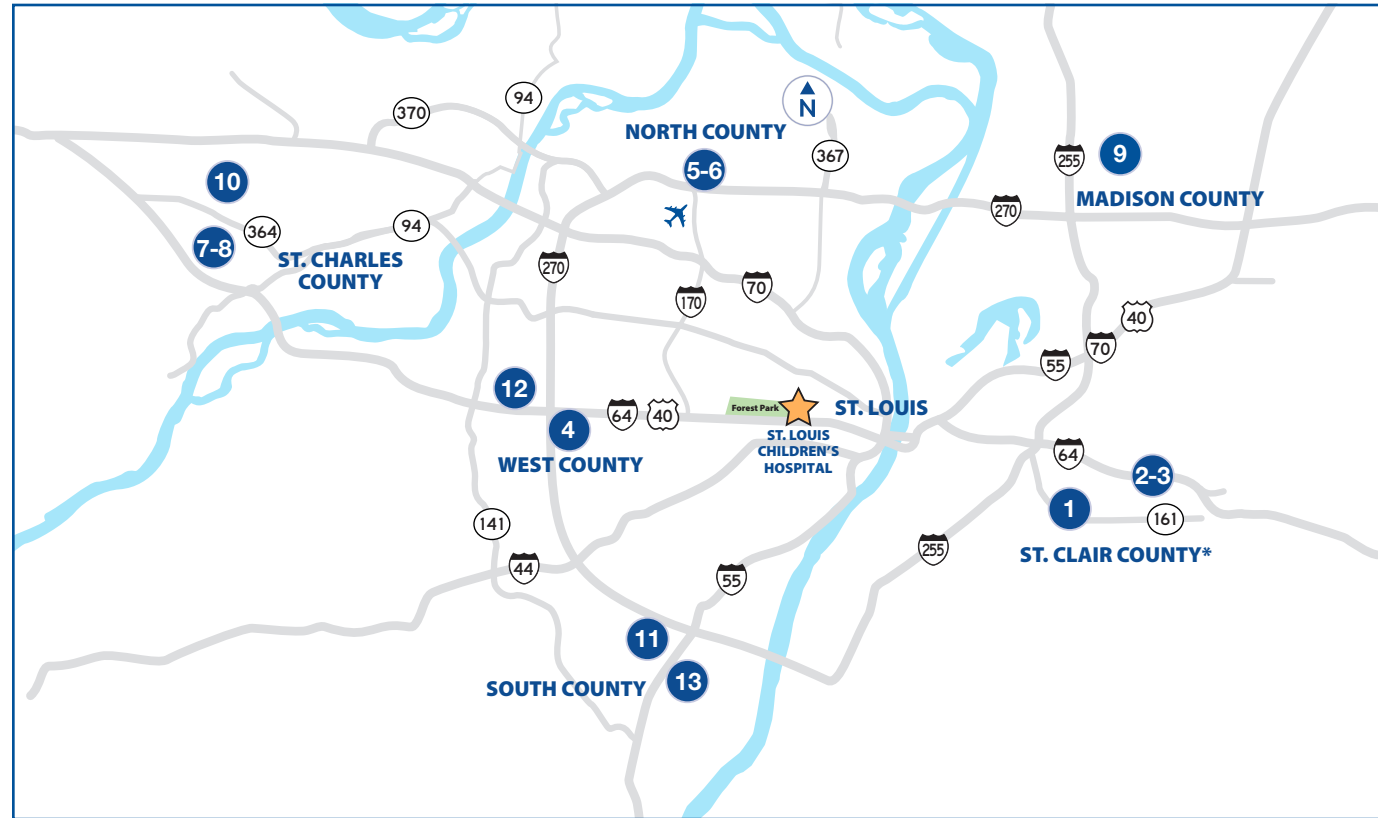 94
370
N
NORTH COUNTY
367
5-6
255
9
10
MADISON COUNTY
270
364
94
7-8
ST. CHARLES
COUNTY
270
170
70
40
70
55
12
64
40
Forest Park
ST. LOUIS
4
ST. LOUIS
CHILDREN'S
HOSPITAL
WEST COUNTY
64
2-3
1
161
141
ST. CLAIR COUNTY*
44
255
55
11
13
SOUTH COUNTY